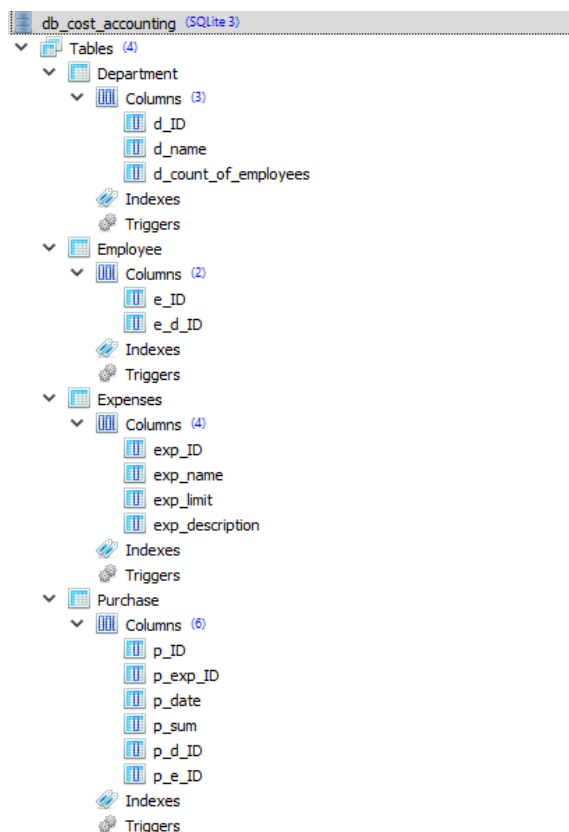 db_cost_accounting (SQLite 3)
Tables (4)
Department
Columns (3)
d_ID
d_name
d_count_of_employees
Indexes
Triggers
Employee
Columns (2)
e_ID
e_d_ID
Indexes
Triggers
Expenses
Columns (4)
exp_ID
exp_name
exp_limit
exp_description
Indexes
Triggers
Purchase
Columns (6)
p_ID
p_exp_ID
p_date
p_sum
p_d_ID
p_e_ID
Indexes
Triggers